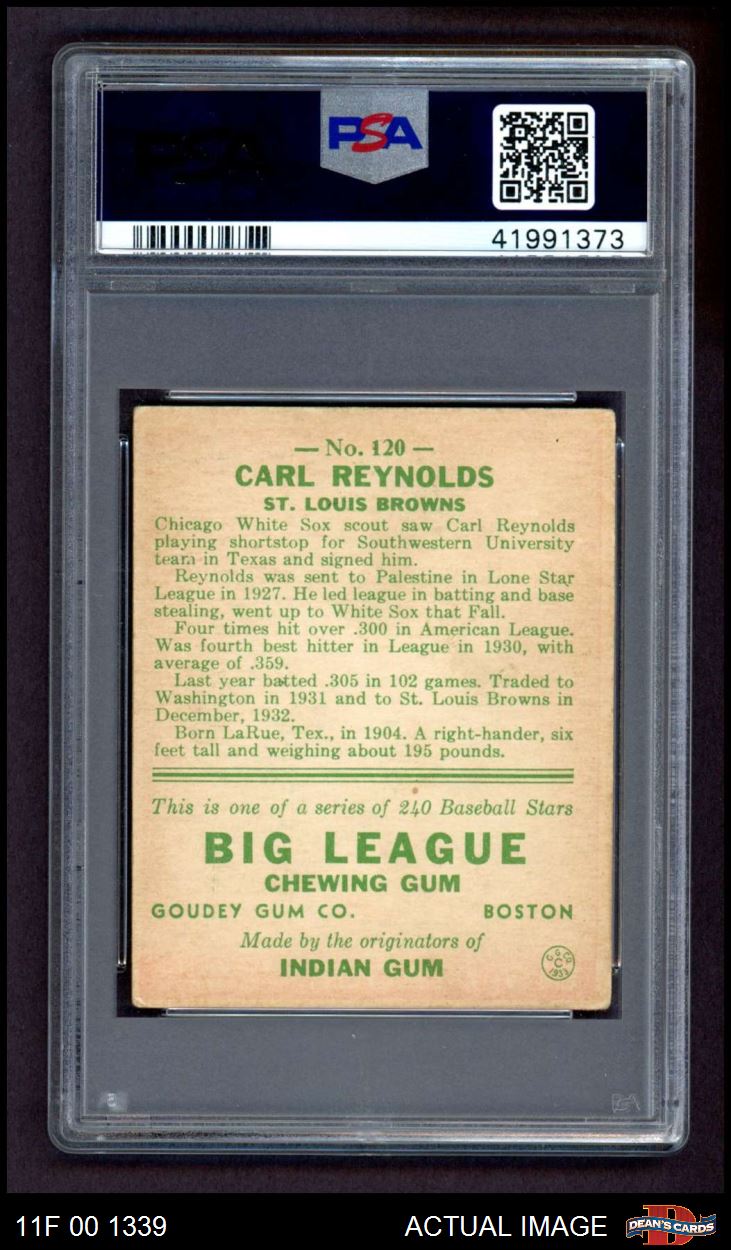 PSA
41991373
— No. 120 —
CARL REYNOLDS
ST. LOUIS BROWNS
Chicago White Sox scout saw Carl Reynolds
playing shortstop for Southwestern University
team in Texas and signed him.
Reynolds was sent to Palestine in Lone Star
League in 1927. He led league in batting and base
stealing, went up to White Sox that Fall.
Four times hit over .300 in American League.
Was fourth best hitter in League in 1930, with
average of .359.
Last year batted .305 in 102 games. Traded to
Washington in 1931 and to St. Louis Browns in
December, 1932.
Born LaRue, Tex., in 1904. A right-hander, six
feet tall and weighing about 195 pounds.
This is one of a series of 240 Baseball Stars
BIG LEAGUE
CHEWING GUM
GOUDEY GUM CO. BOSTON
Made by the originators of
INDIAN GUM
G. G. CO.
C
1933
PSA
11F 00 1339 ACTUAL IMAGE DEAN'S CARDS